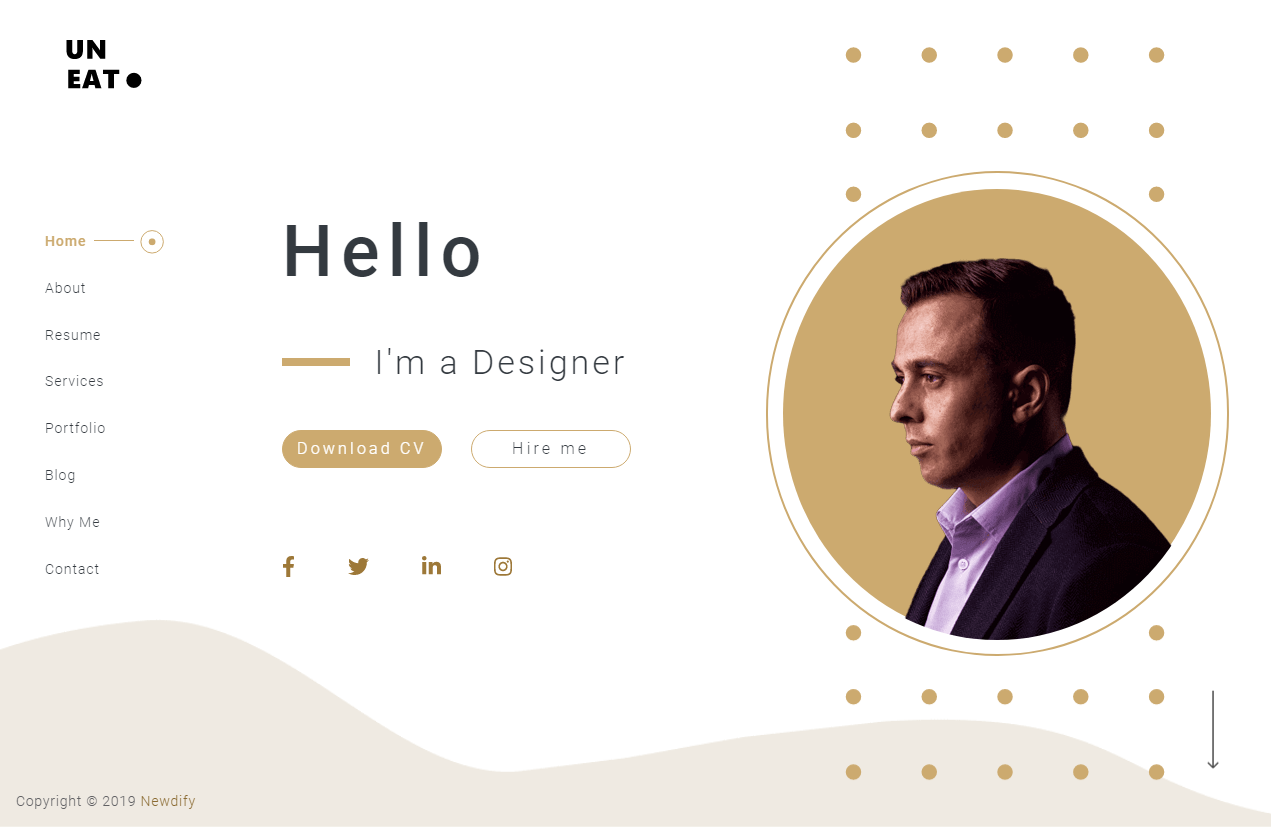 UN
EAT
Home
About
Resume
Services
Portfolio
Blog
Why Me
Contact
Hello
I'm a Designer
Download CV
Hire me
Copyright © 2019 Newdify